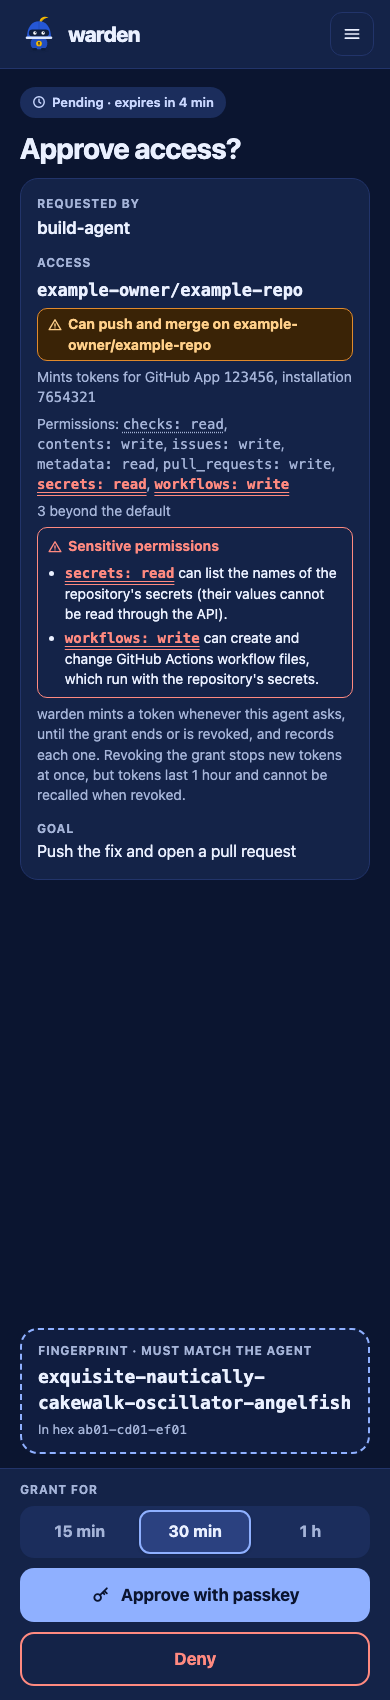 warden
Pending · expires in 4 min
Approve access?
REQUESTED BY
build-agent
ACCESS
example-owner/example-repo
Can push and merge on example-
owner/example-repo
Mints tokens for GitHub App 123456, installation
7654321
Permissions: checks: read,
contents: write, issues: write,
metadata: read, pull_requests: write,
secrets: read, workflows: write
3 beyond the default
Sensitive permissions
• secrets: read can list the names of the
repository's secrets (their values cannot
be read through the API).
• workflows: write can create and
change GitHub Actions workflow files,
which run with the repository's secrets.
warden mints a token whenever this agent asks,
until the grant ends or is revoked, and records
each one. Revoking the grant stops new tokens
at once, but tokens last 1 hour and cannot be
recalled when revoked.
GOAL
Push the fix and open a pull request
FINGERPRINT · MUST MATCH THE AGENT
exquisite-nautically-
cakewalk-oscillator-angelfish
In hex ab01-cd01-ef01
GRANT FOR
15 min 30 min 1 h
Approve with passkey
Deny